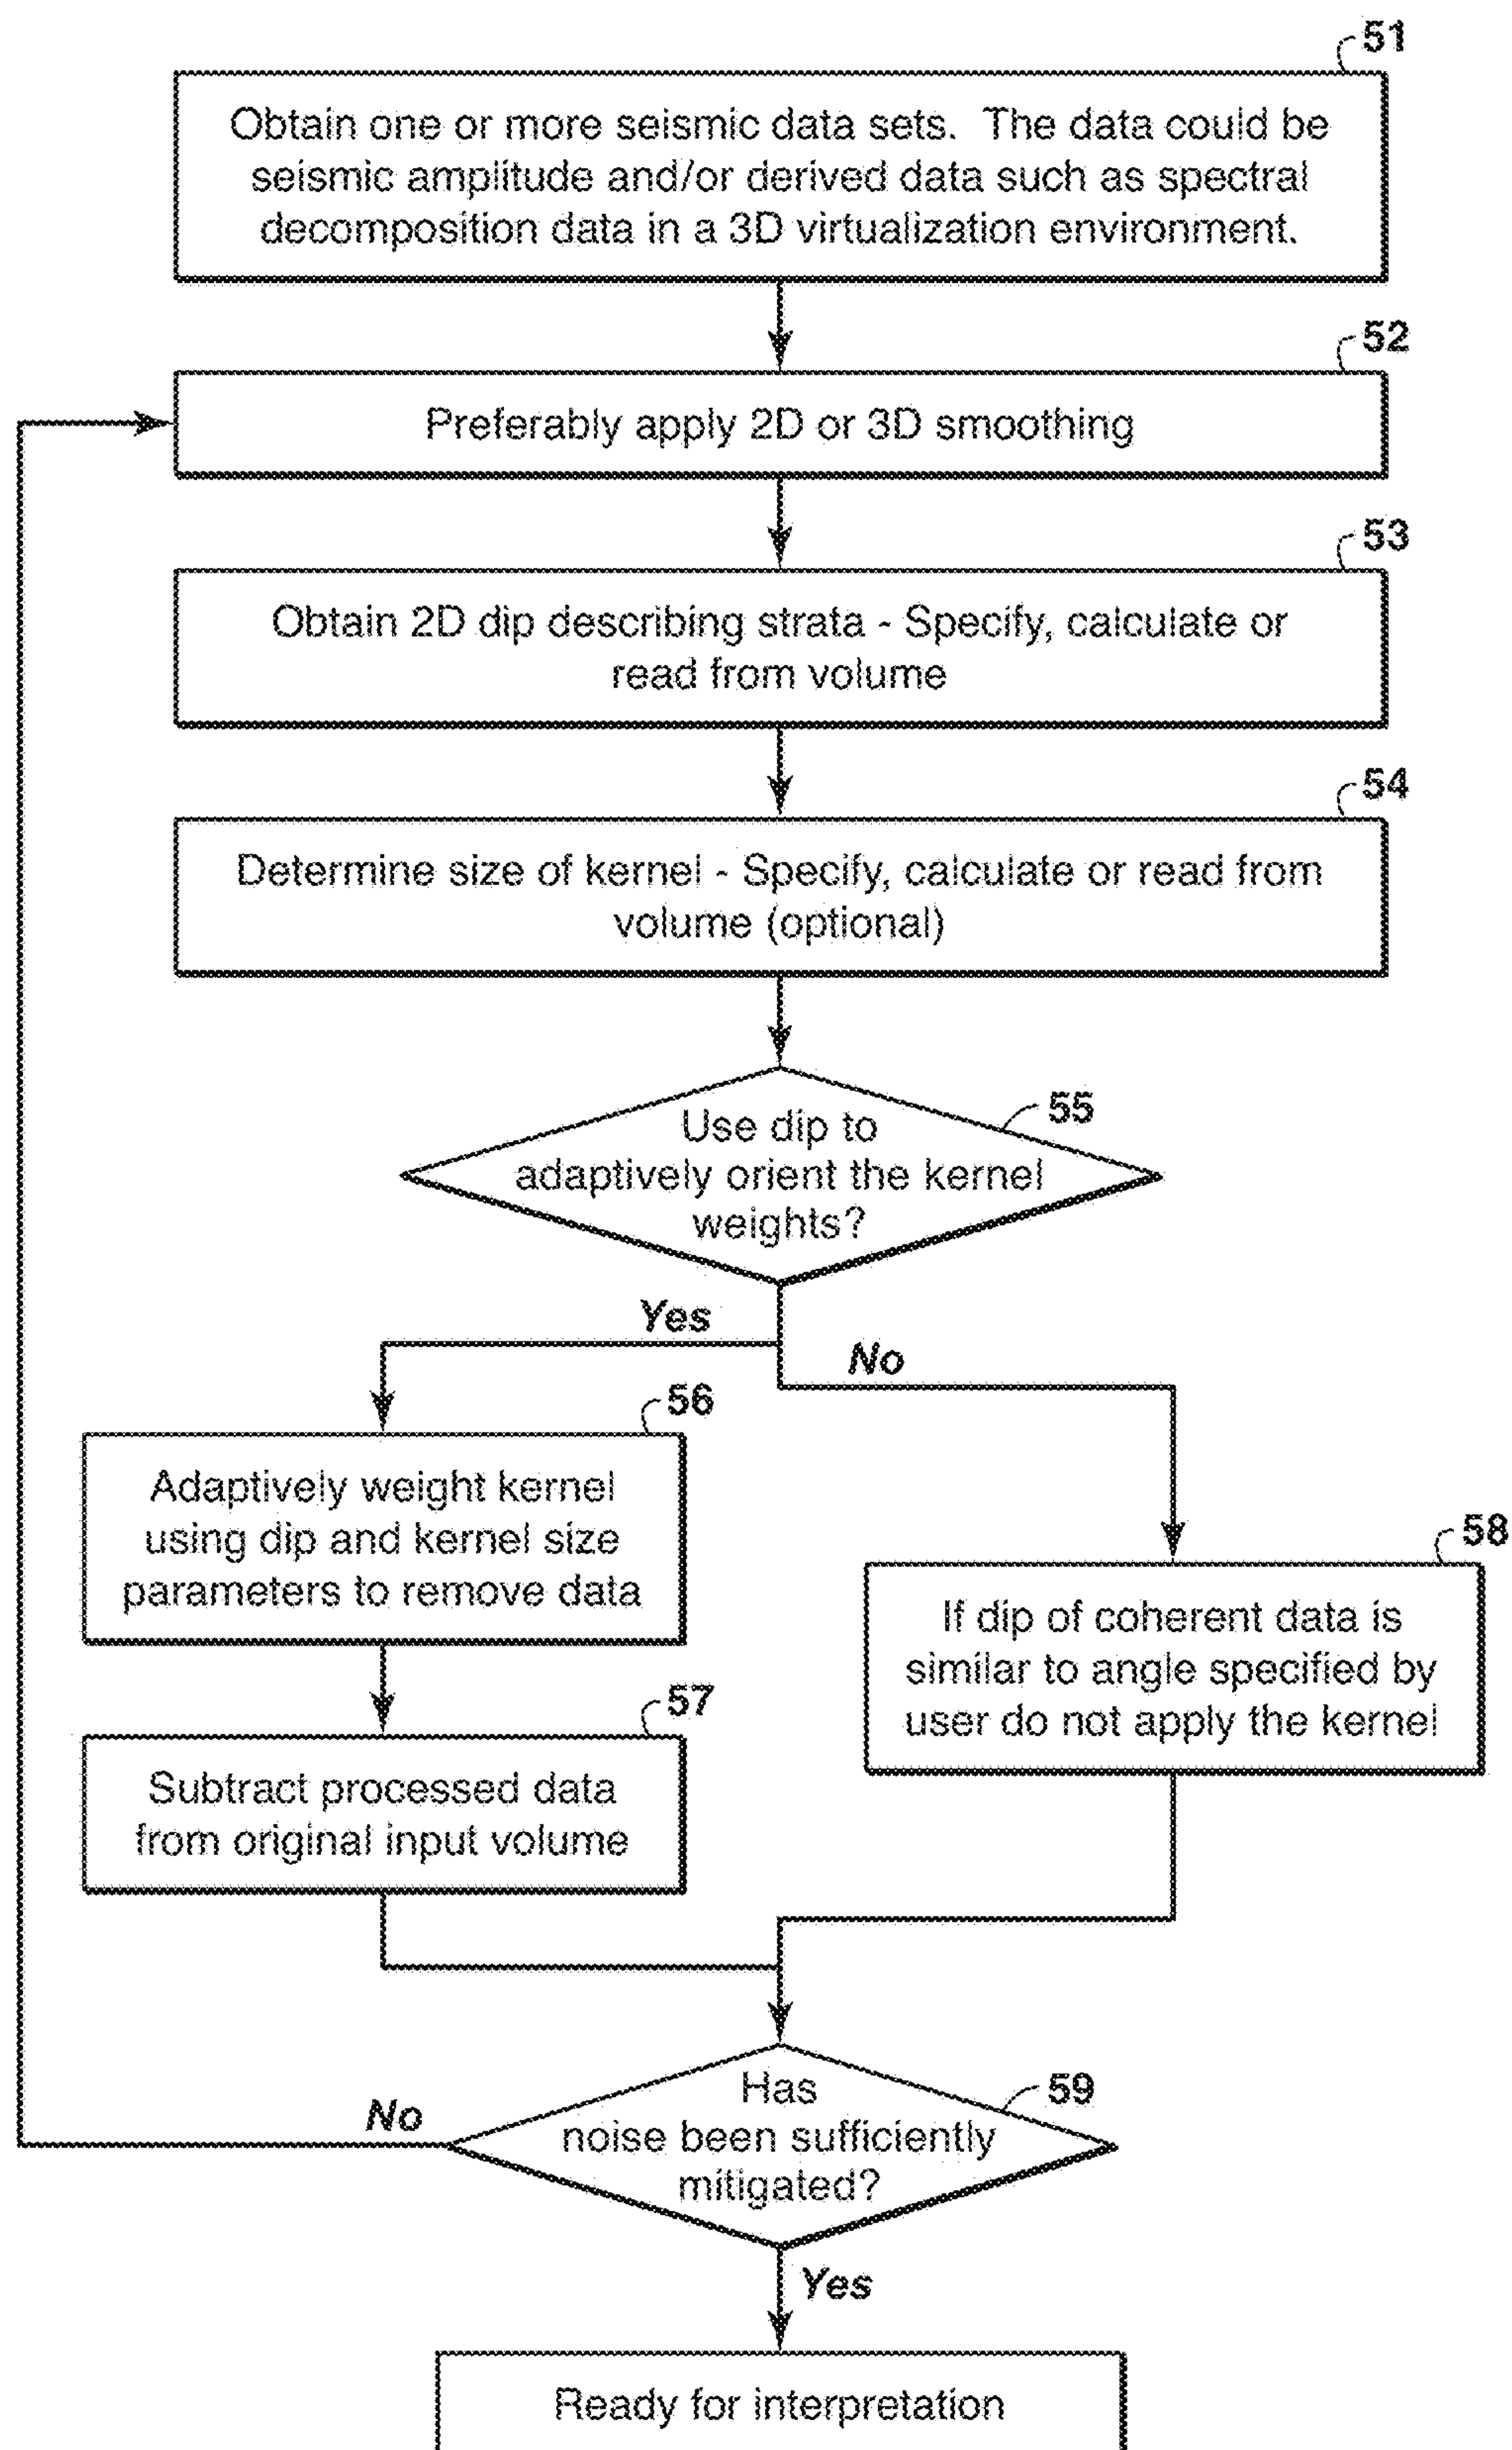 51
Obtain one or more seismic data sets. The data could be
seismic amplitude and/or derived data such as spectral
decomposition data in a 3D virtualization environment.
52
Preferably apply 2D or 3D smoothing
53
Obtain 2D dip describing strata - Specify, calculate or
read from volume
54
Determine size of kernel - Specify, calculate or read from
volume (optional)
55
Use dip to
adaptively orient the kernel
weights?
Yes
No
56
Adaptively weight kernel
using dip and kernel size
parameters to remove data
57
Subtract processed data
from original input volume
58
If dip of coherent data is
similar to angle specified by
user do not apply the kernel
59
Has
noise been sufficiently
mitigated?
No
Yes
Ready for interpretation